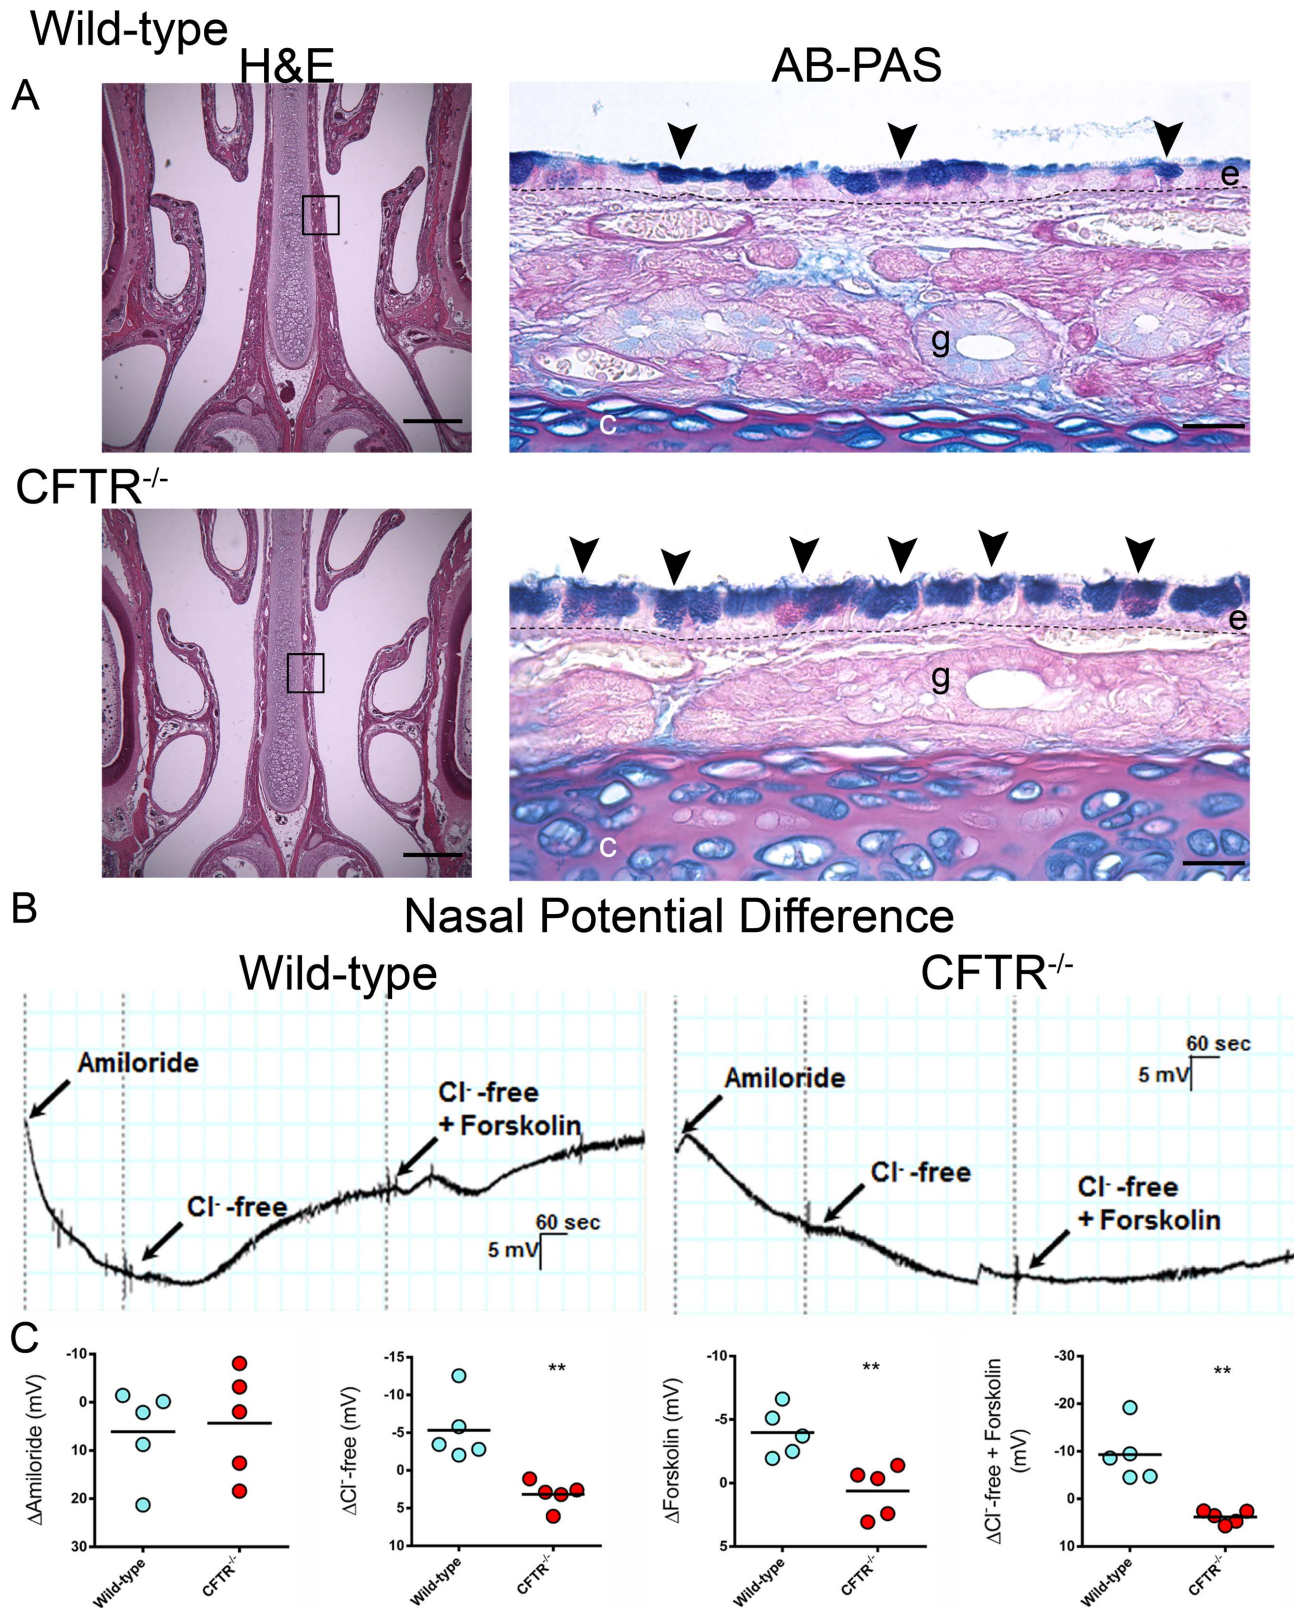 Wild-type
H&E
AB-PAS
A
e
g
c
CFTR-/-
e
g
c
B
Nasal Potential Difference
Wild-type
CFTR-/-
Amiloride
Cl- -free
+ Forskolin
Cl- -free
60 sec
5 mV
60 sec
5 mV
Amiloride
Cl- -free
Cl- -free
+ Forskolin
C
ΔAmiloride (mV)
-10
0
10
20
30
Wild-type
CFTR-/-
ΔCl--free (mV)
-15
-10
-5
0
5
10
**
Wild-type
CFTR-/-
ΔForskolin (mV)
-10
-5
0
5
**
Wild-type
CFTR-/-
ΔCl--free + Forskolin
(mV)
-30
-20
-10
0
10
**
Wild-type
CFTR-/-